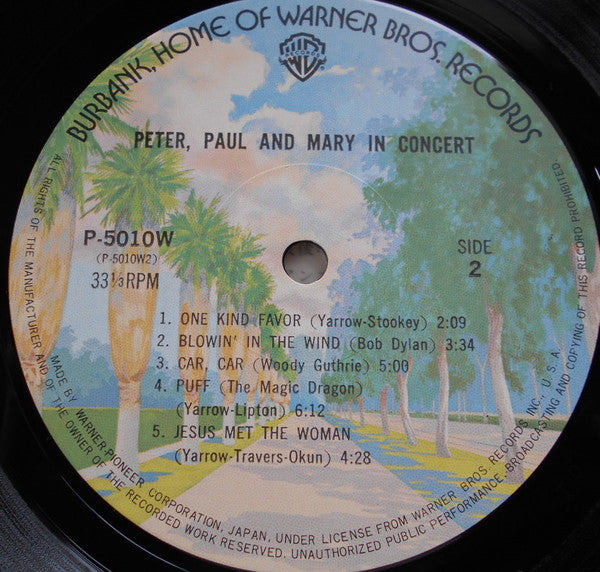 BURBANK, HOME OF WARNER BROS. RECORDS
RECORDS
PETER, PAUL AND MARY IN CONCERT
P-5010W
(P-5010W2)
33 1/3 RPM
SIDE
2
1. ONE KIND FAVOR (Yarrow-Stookey) 2:09
2. BLOWIN' IN THE WIND (Bob Dylan) 3:34
3. CAR, CAR (Woody Guthrie) 5:00
4. PUFF (The Magic Dragon)
(Yarrow-Lipton) 6:12
5. JESUS MET THE WOMAN
(Yarrow-Travers-Okun) 4:28
MADE BY WARNER-PIONEER CORPORATION, JAPAN, UNDER LICENSE FROM WARNER BROS. RECORDS INC., U.S.A.
ALL RIGHTS OF THE MANUFACTURER AND OF THE OWNER OF THE RECORDED WORK RESERVED. UNAUTHORIZED PUBLIC PERFORMANCE, BROADCASTING AND COPYING OF THIS RECORD PROHIBITED